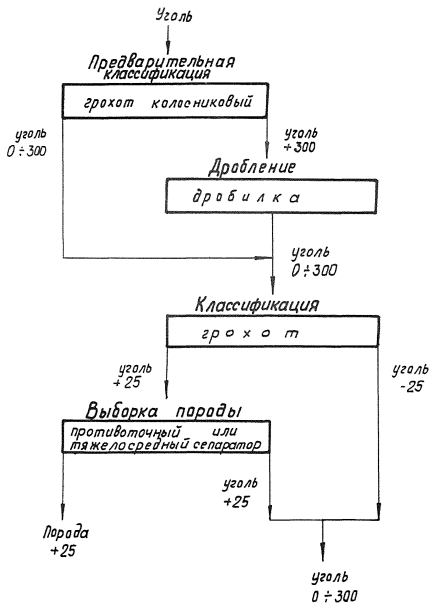 Уголь
Предварительная
классификация
грохот колосниковый
уголь
0÷300
уголь
+300
Дробление
дробилка
уголь
0÷300
Классификация
грохот
уголь
+25
уголь
-25
Выборка породы
противоточный или
тяжелосредный сепаратор
уголь
+25
Порода
+25
уголь
0÷300